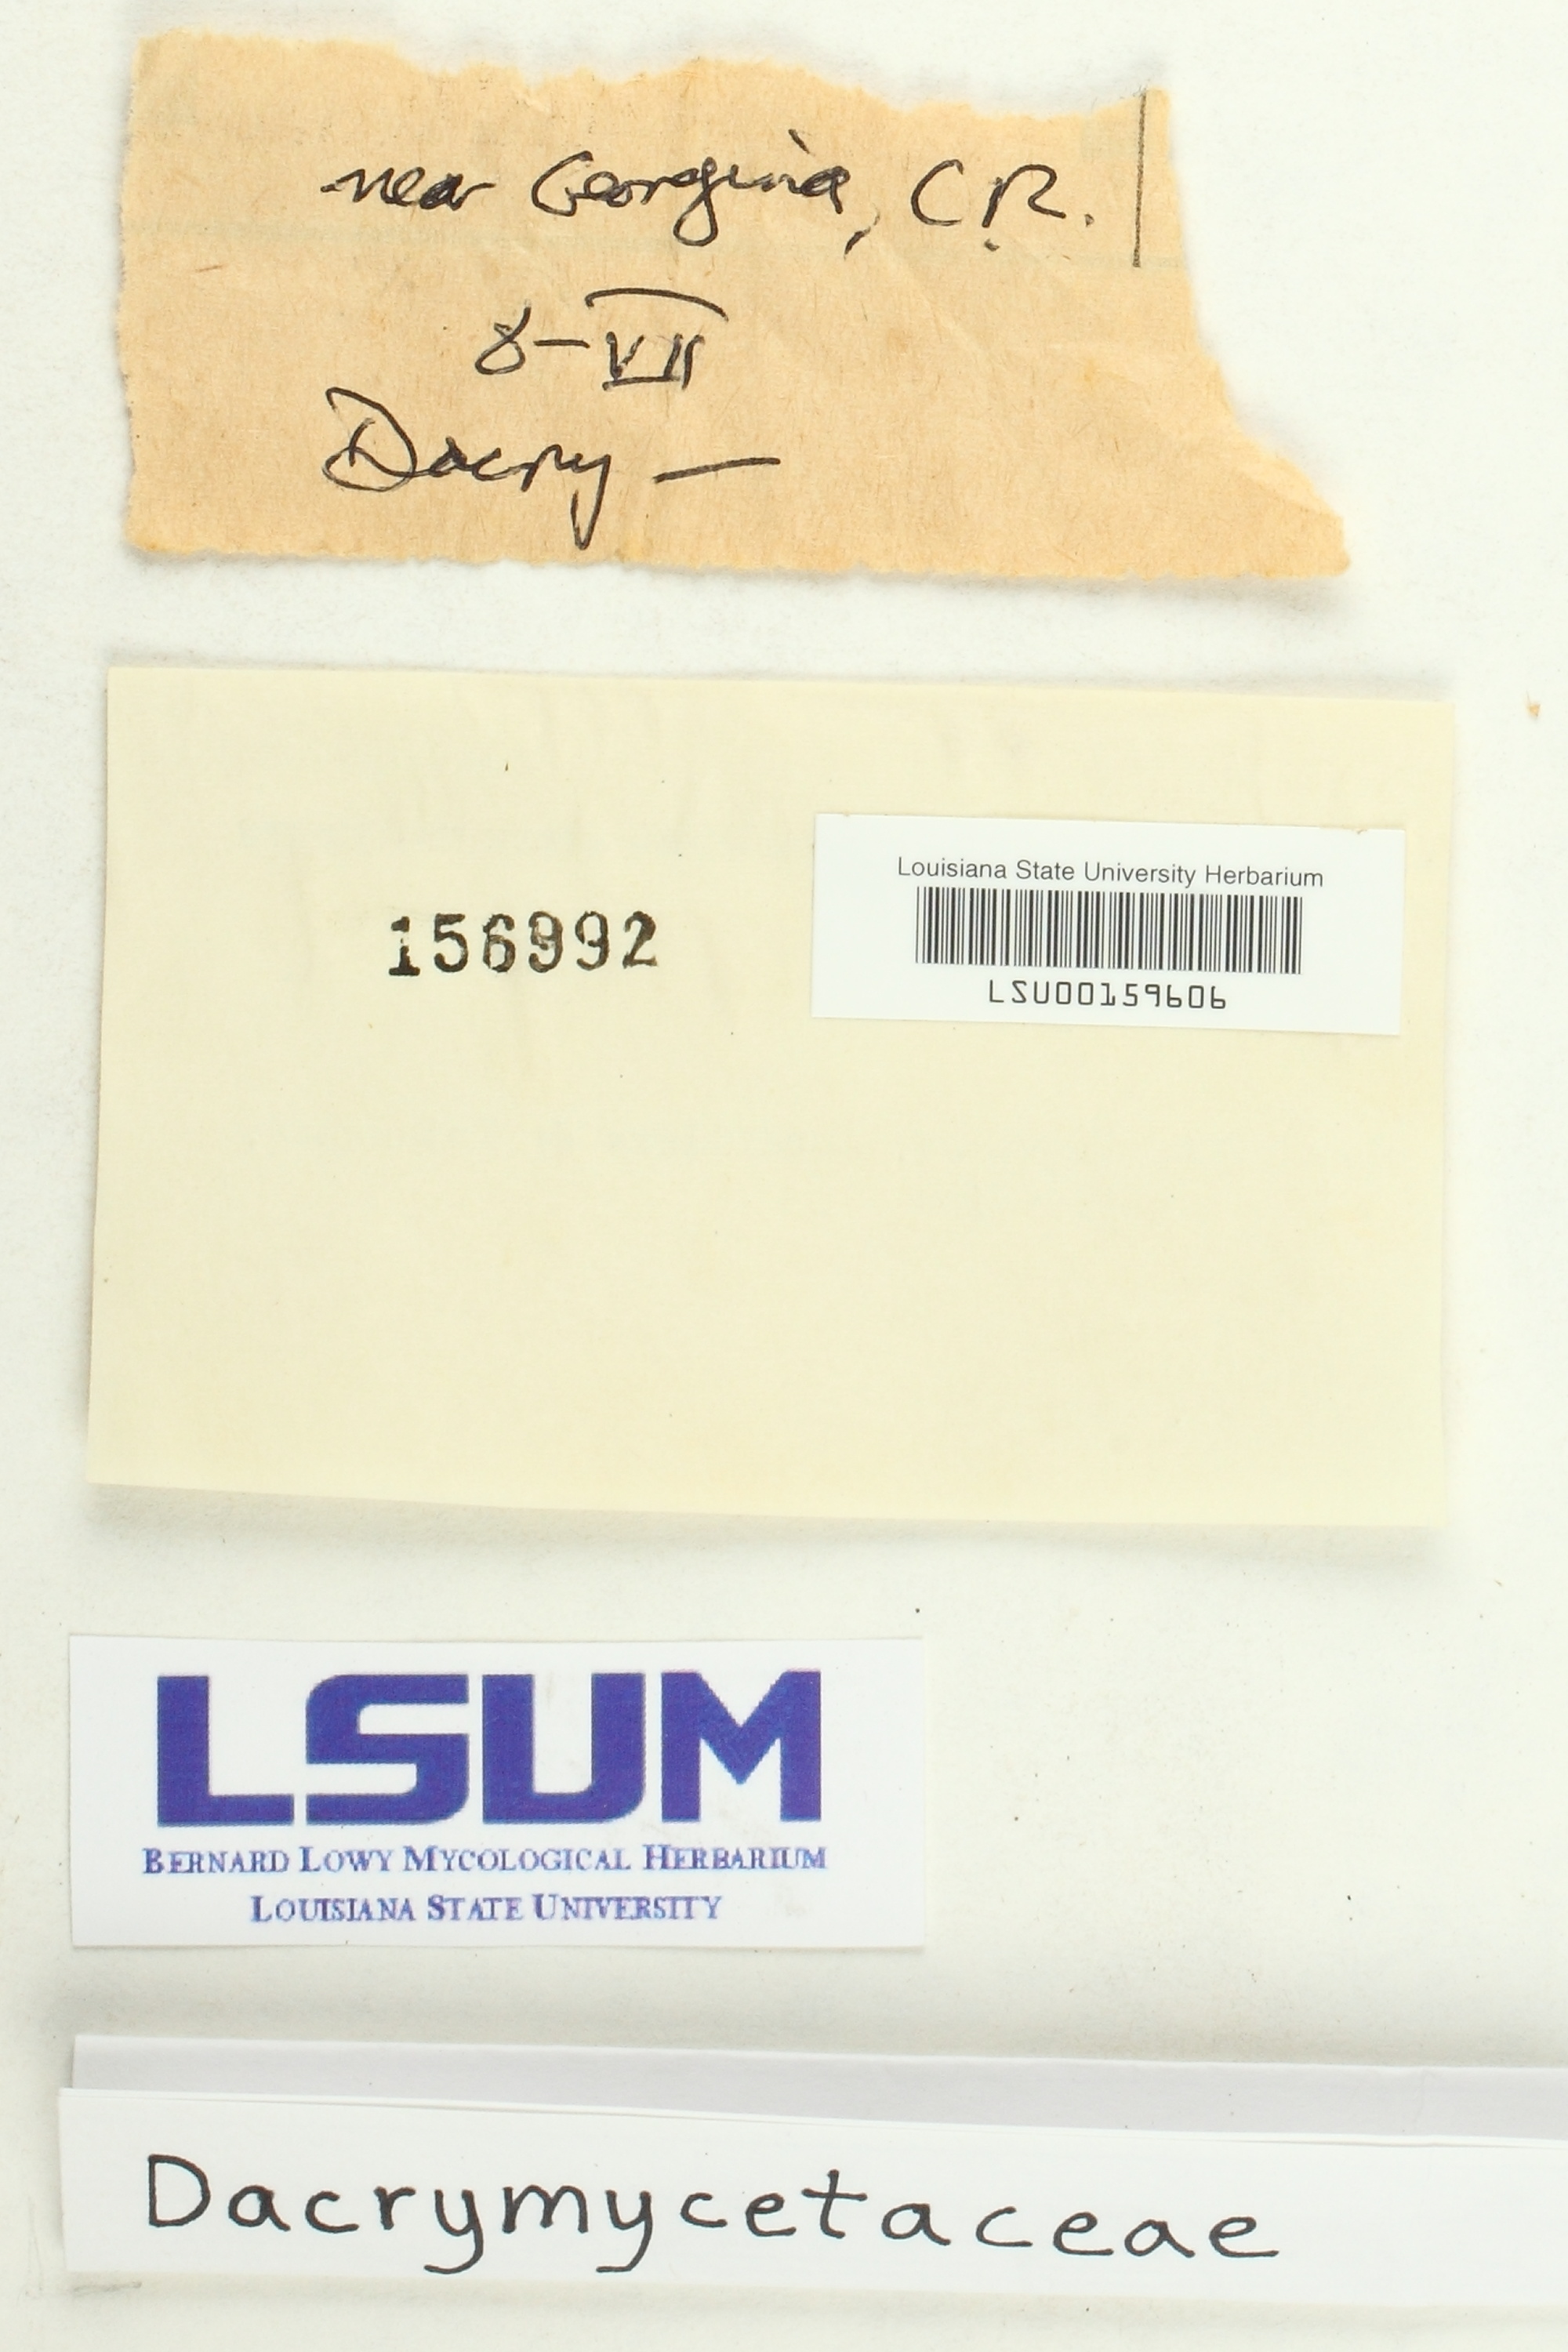 near Georgina, C.R.
8-VII
Dacry —
Louisiana State University Herbarium
156992
LSU00159606
LSUM
BERNARD LOWY MYCOLOGICAL HERBARIUM
LOUISIANA STATE UNIVERSITY
Dacrymycetaceae